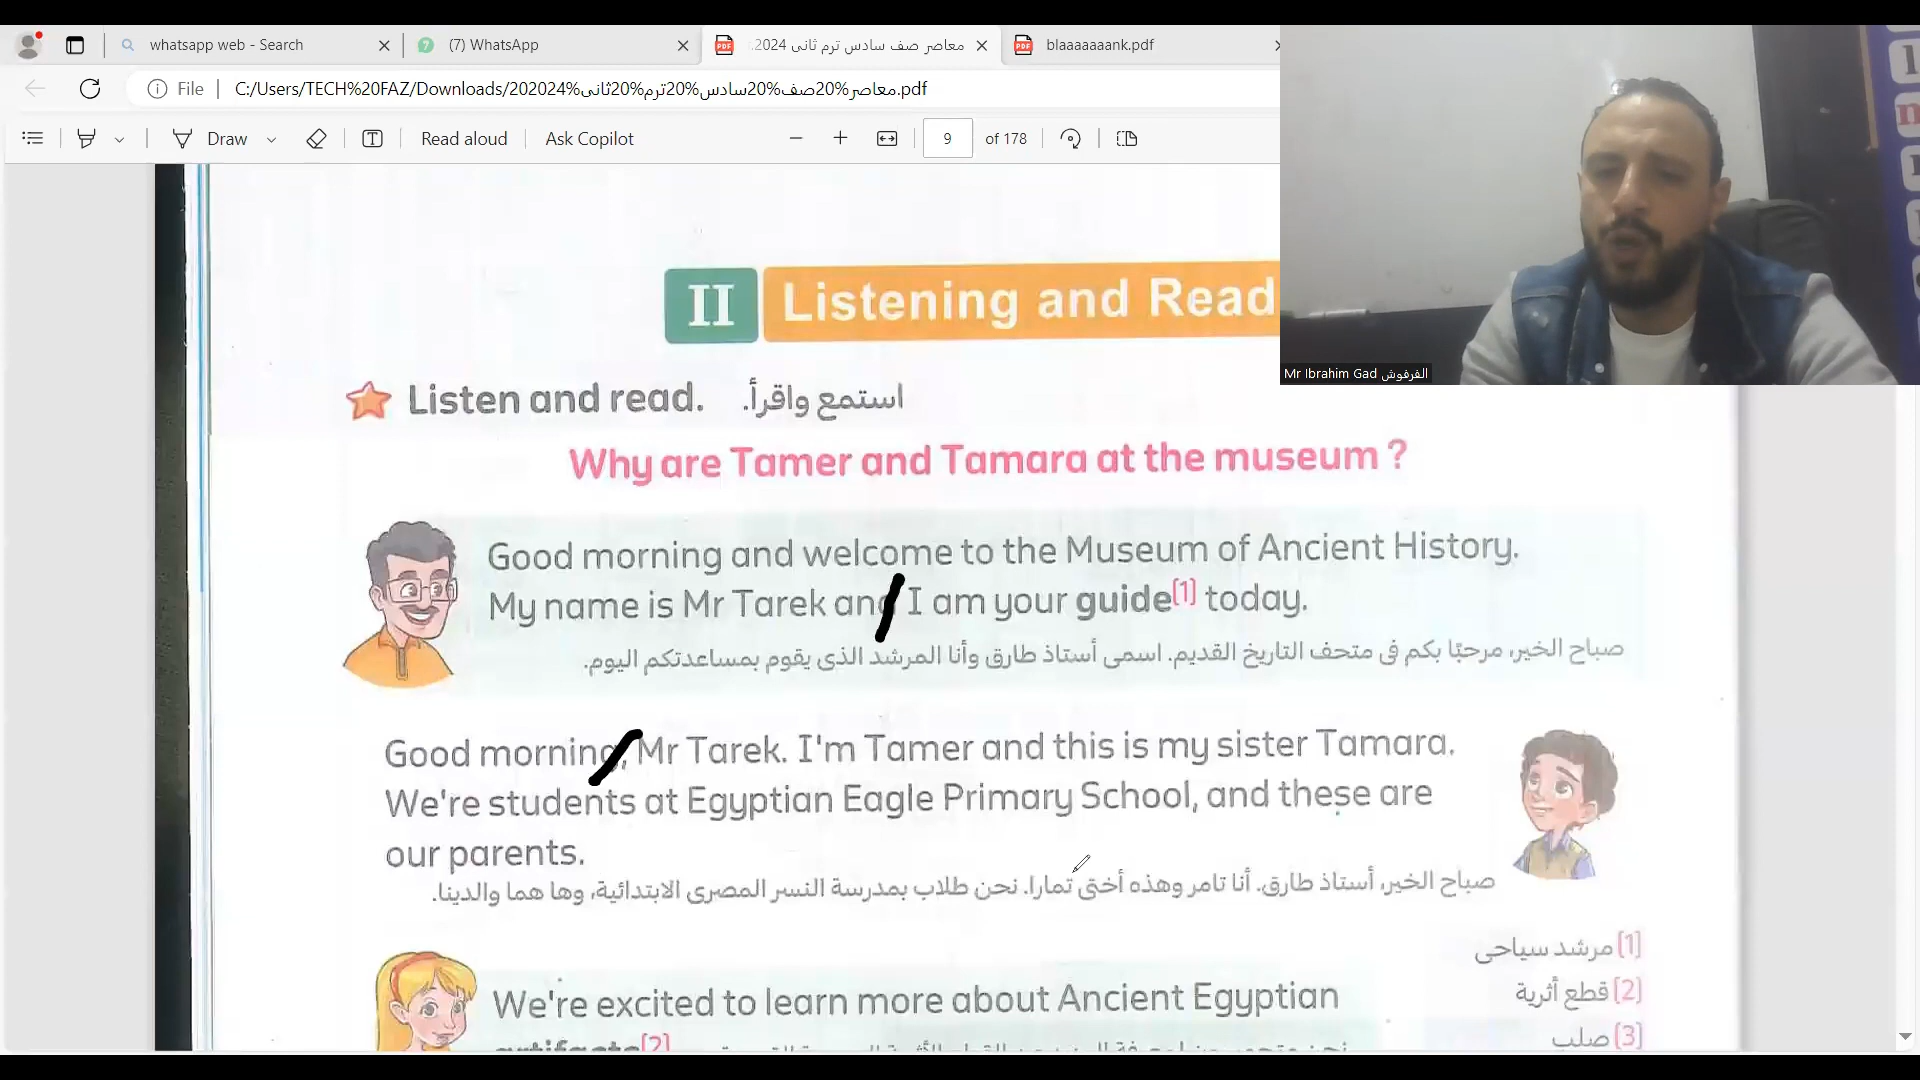 whatsapp web - Search
(7) WhatsApp
معاصر صف سادس ترم ثانى 2024
blaaaaaaank.pdf
File
C:/Users/TECH%20FAZ/Downloads/202024%معاصر%20صف%20سادس%20ترم%20ثانى.pdf
Draw
Read aloud
Ask Copilot
9
of 178
Mr Ibrahim Gad الفرفوش
II
Listening and Read
Listen and read.
استمع واقرأ.
Why are Tamer and Tamara at the museum ?
Good morning and welcome to the Museum of Ancient History.
My name is Mr Tarek and I am your guide[1] today.
صباح الخير، مرحبًا بكم فى متحف التاريخ القديم. اسمى أستاذ طارق وأنا المرشد الذى يقوم بمساعدتكم اليوم.
Good morning, Mr Tarek. I'm Tamer and this is my sister Tamara.
We're students at Egyptian Eagle Primary School, and these are
our parents.
صباح الخير، أستاذ طارق. أنا تامر وهذه أختى تمارا. نحن طلاب بمدرسة النسر المصرى الابتدائية، وها هما والدينا.
We're excited to learn more about Ancient Egyptian
artifacts[2]
[1] مرشد سياحى
[2] قطع أثرية
[3] صلب